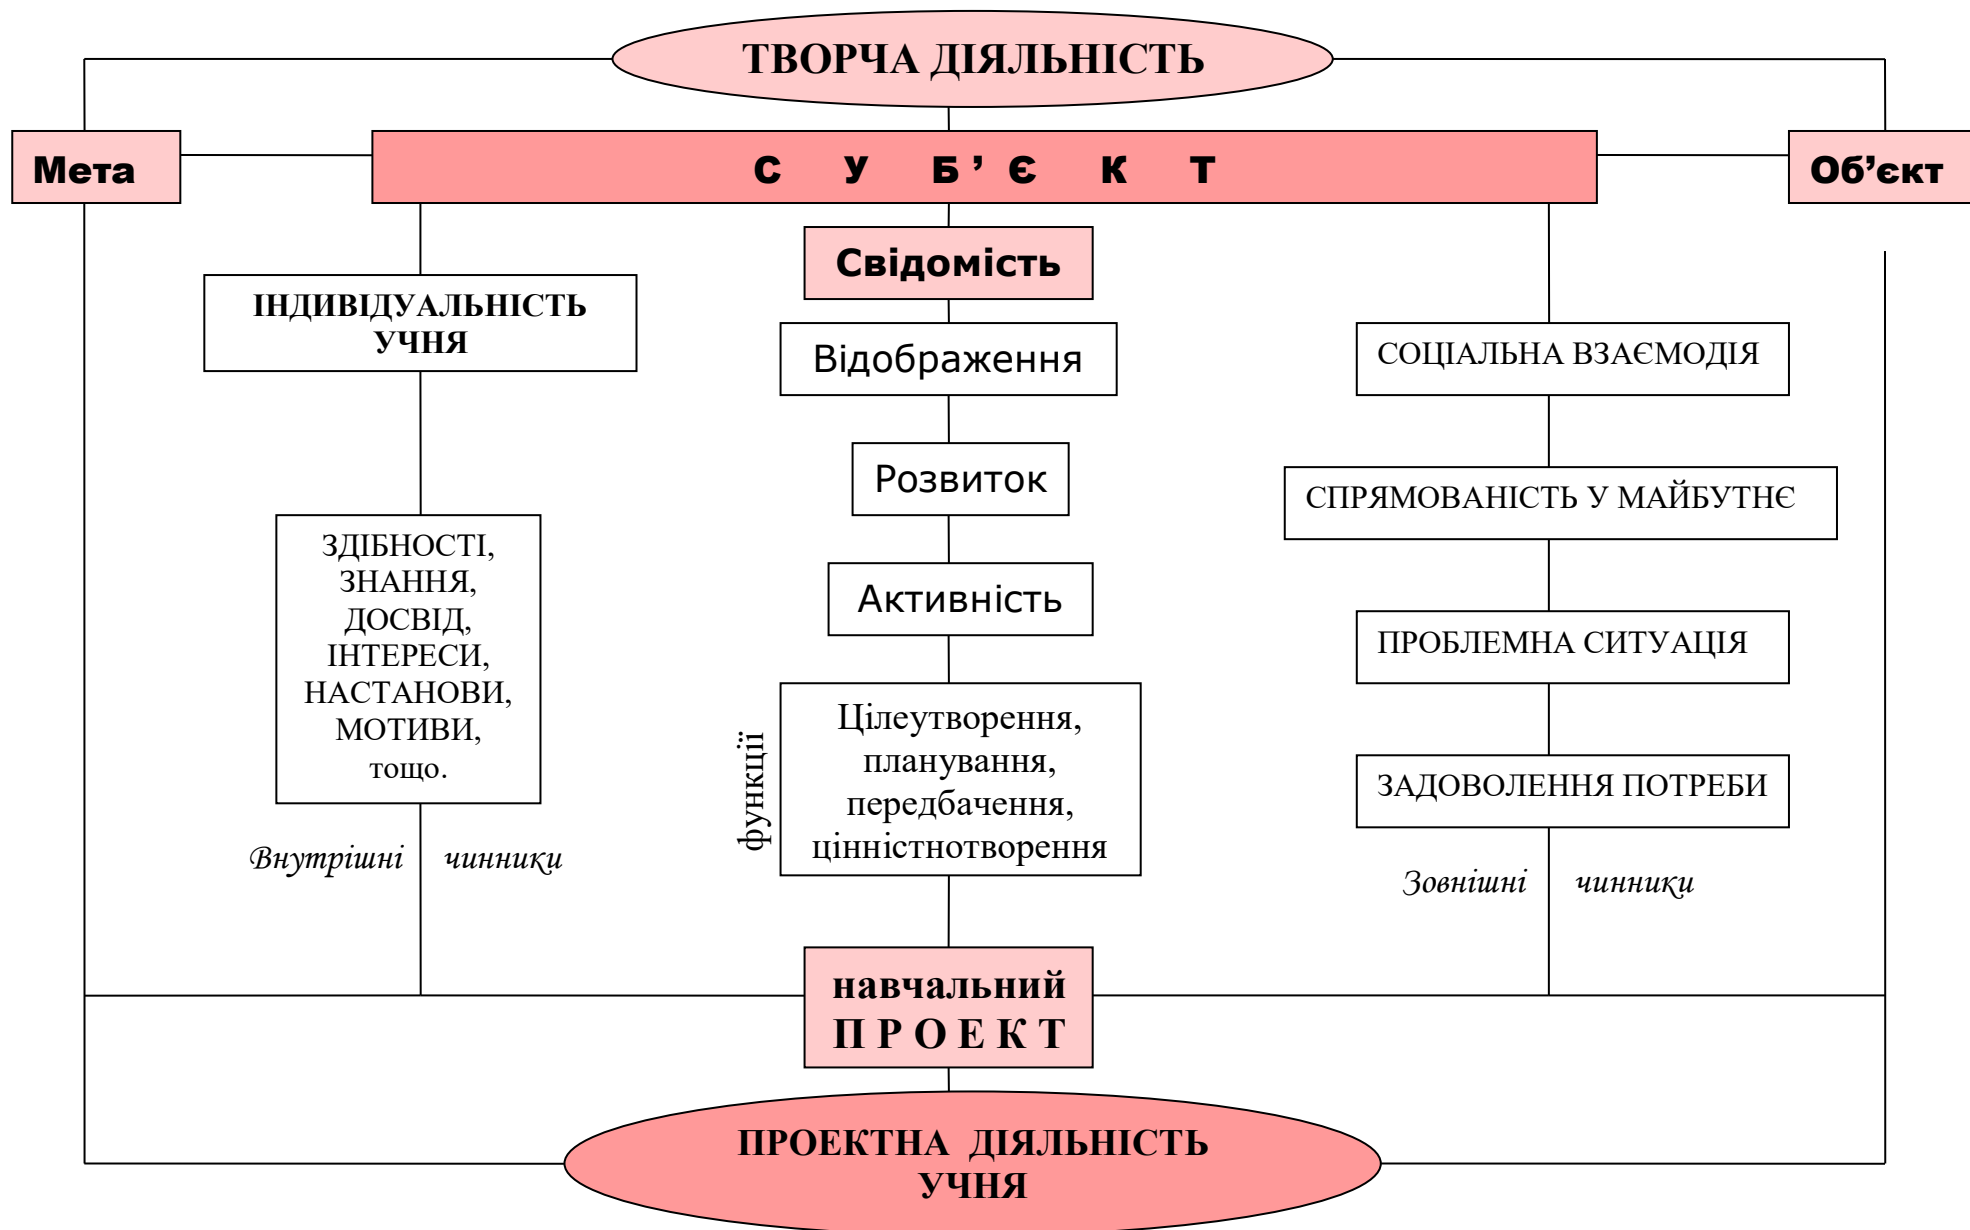 ТВОРЧА ДІЯЛЬНІСТЬ
Мета
С У Б’ Є К Т
Об’єкт
Свідомість
ІНДИВІДУАЛЬНІСТЬ
УЧНЯ
Відображення
СОЦІАЛЬНА ВЗАЄМОДІЯ
Розвиток
СПРЯМОВАНІСТЬ У МАЙБУТНЄ
ЗДІБНОСТІ,
ЗНАННЯ,
ДОСВІД,
ІНТЕРЕСИ,
НАСТАНОВИ,
МОТИВИ,
тощо.
Активність
ПРОБЛЕМНА СИТУАЦІЯ
функції
Цілеутворення,
планування,
передбачення,
цінністнотворення
ЗАДОВОЛЕННЯ ПОТРЕБИ
Внутрішні чинники
Зовнішні чинники
навчальний
П Р О Е К Т
ПРОЕКТНА ДІЯЛЬНІСТЬ
УЧНЯ